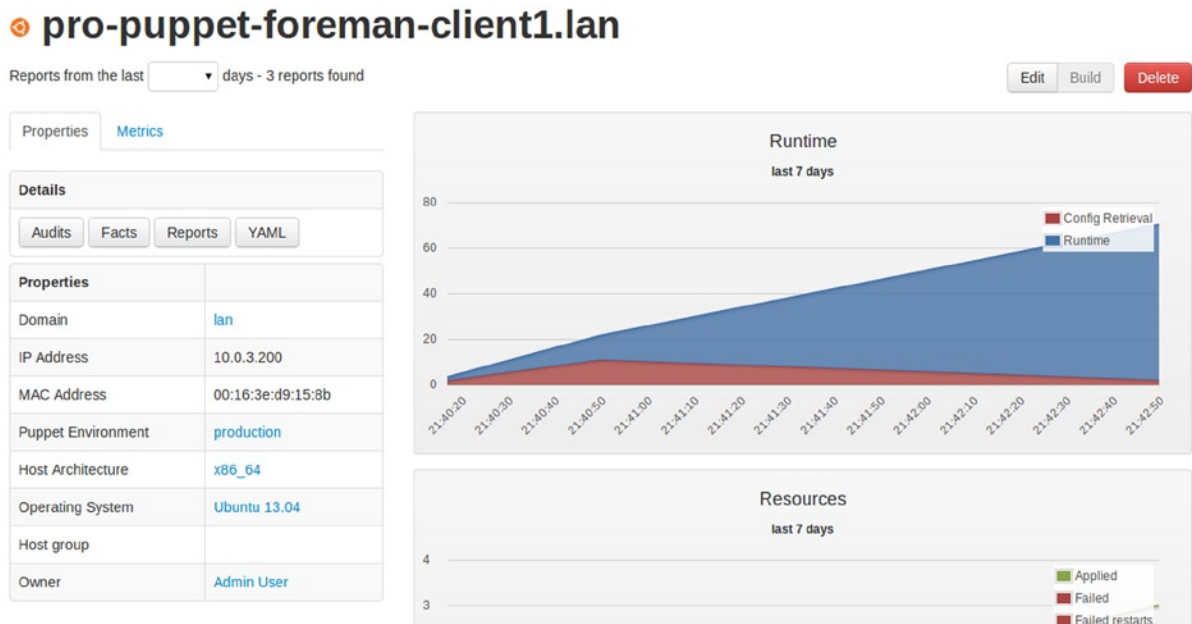 pro-puppet-foreman-client1.lan
Reports from the last days - 3 reports found
Edit Build Delete
Properties Metrics
Details
Audits Facts Reports YAML
Properties
Domain lan
IP Address 10.0.3.200
MAC Address 00:16:3e:d9:15:8b
Puppet Environment production
Host Architecture x86_64
Operating System Ubuntu 13.04
Host group
Owner Admin User
Runtime
last 7 days
80
60
40
20
0
Config Retrieval
Runtime
21:40:20 21:40:30 21:40:40 21:40:50 21:41:00 21:41:10 21:41:20 21:41:30 21:41:40 21:41:50 21:42:00 21:42:10 21:42:20 21:42:30 21:42:40 21:42:50
Resources
last 7 days
4
3
Applied
Failed
Failed restarts